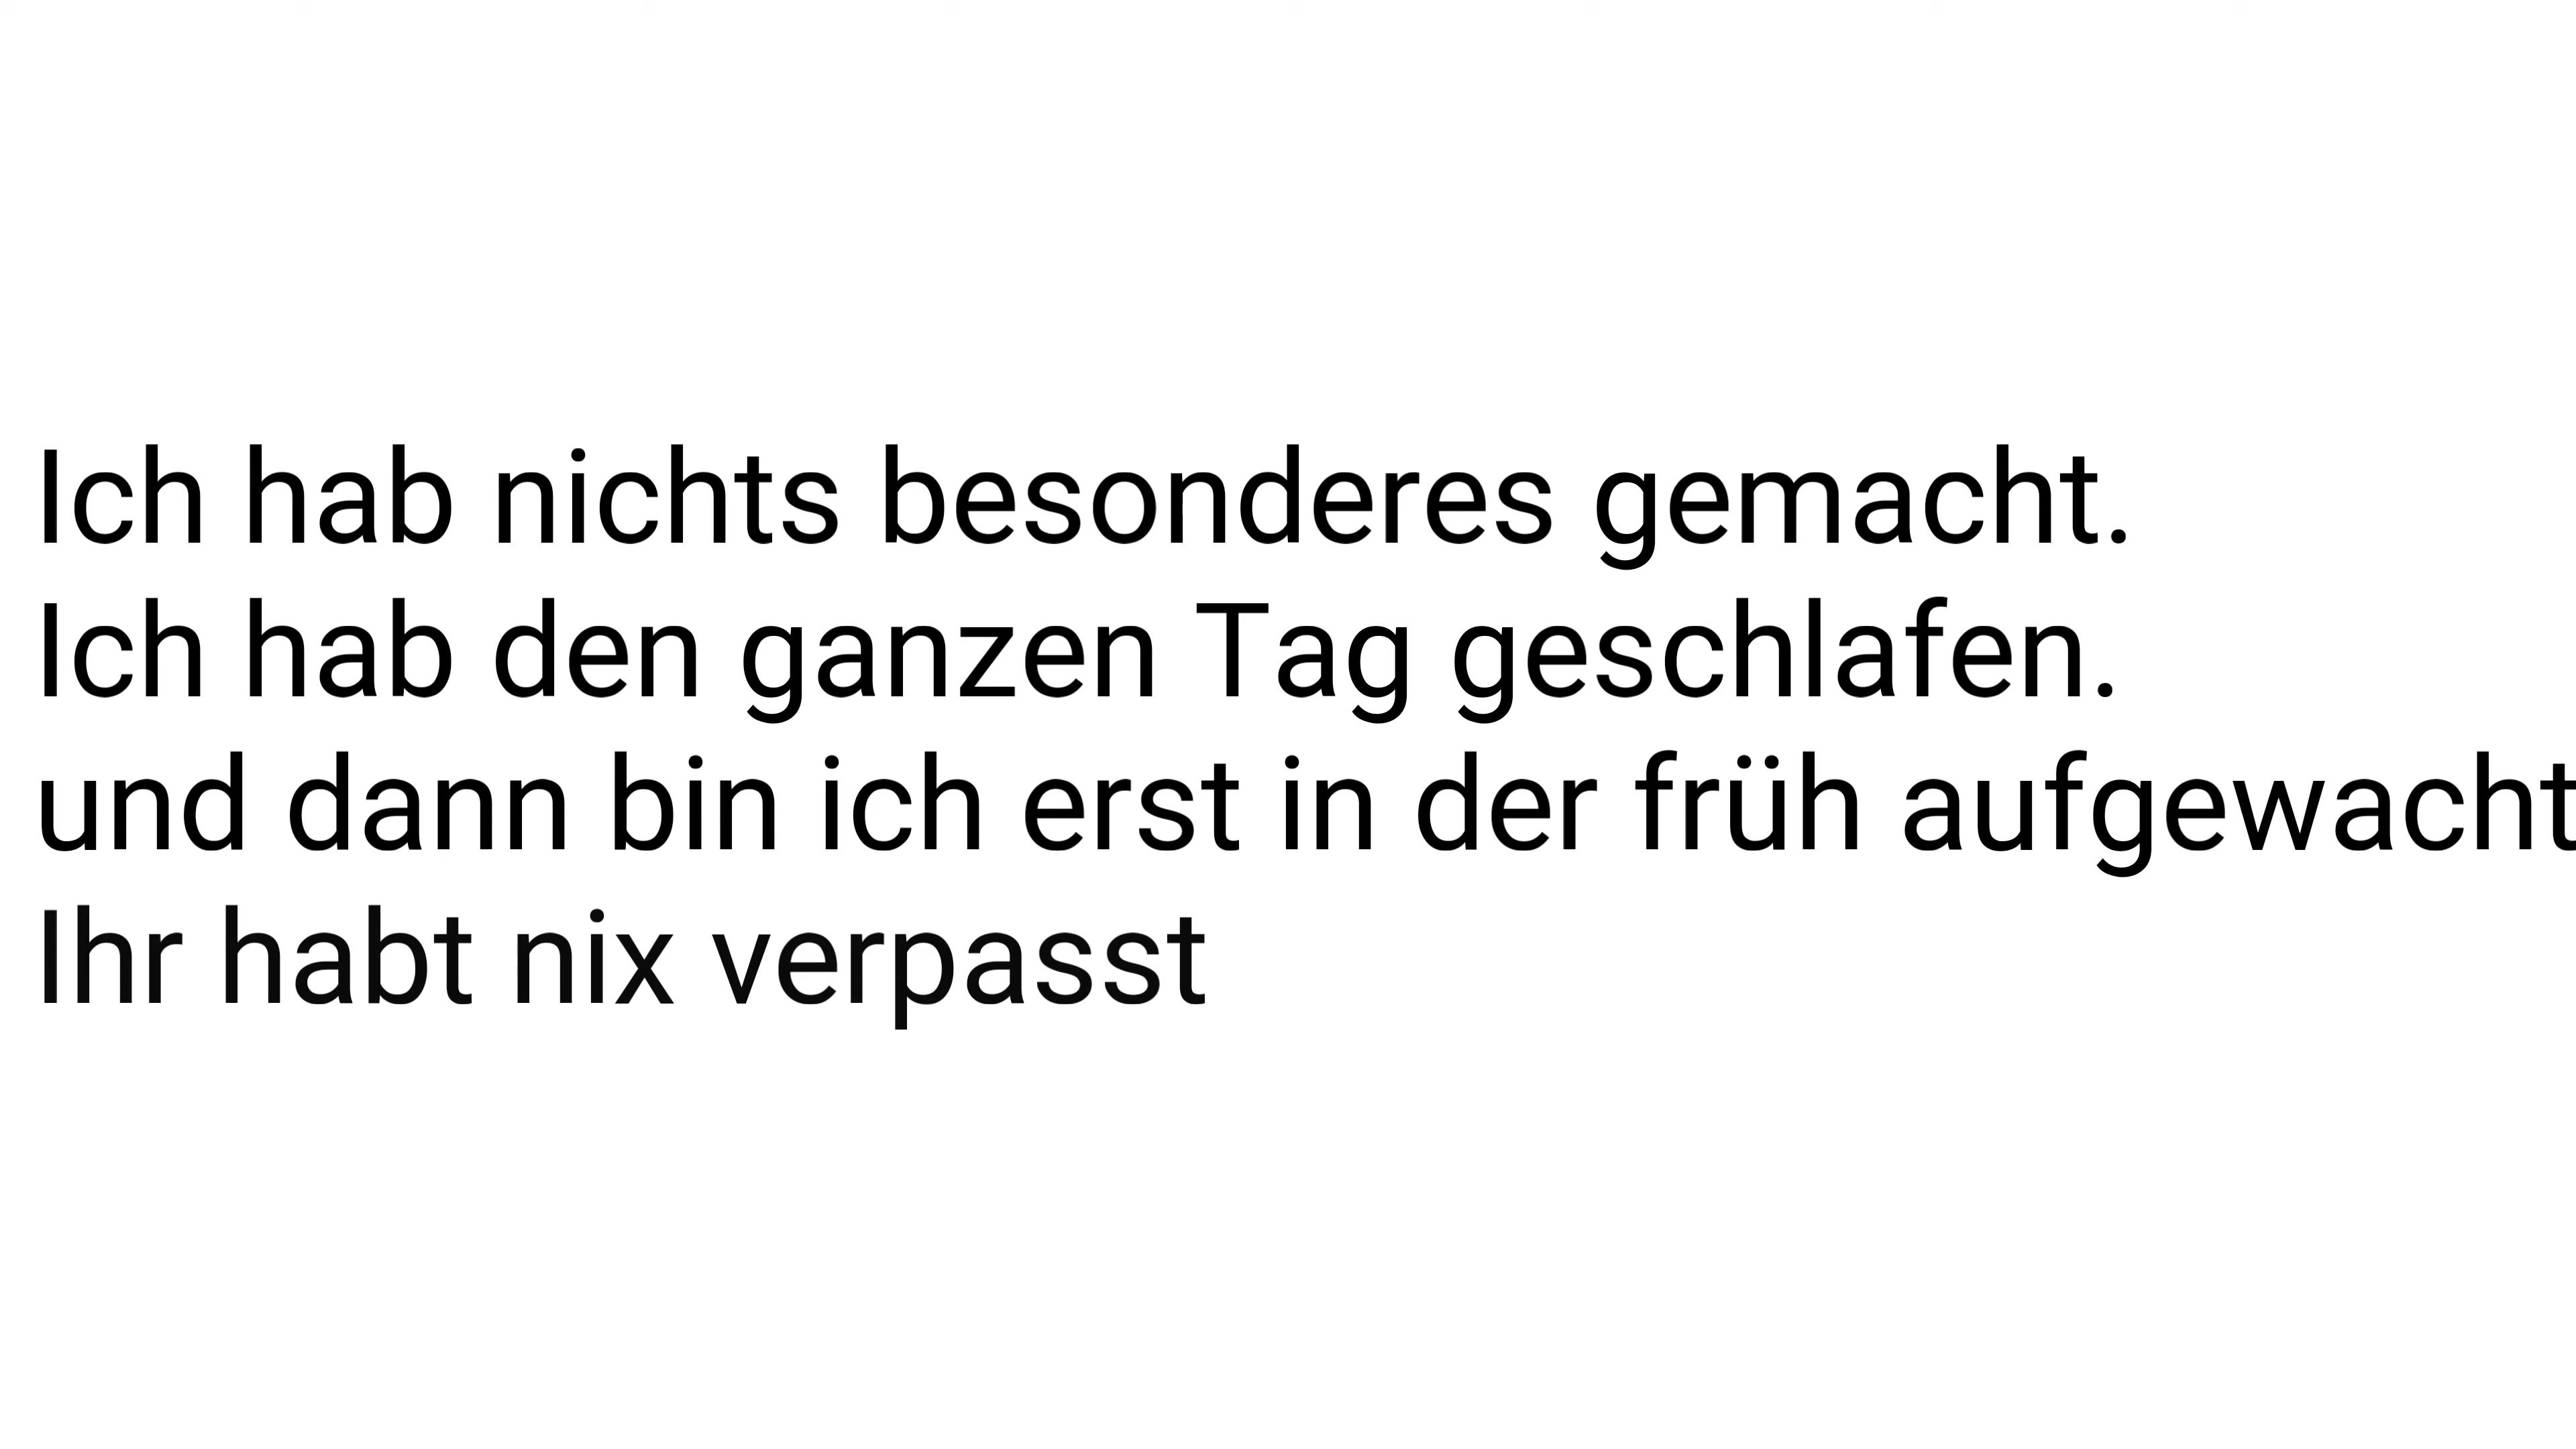 Ich hab nichts besonderes gemacht.
Ich hab den ganzen Tag geschlafen.
und dann bin ich erst in der früh aufgewacht
Ihr habt nix verpasst